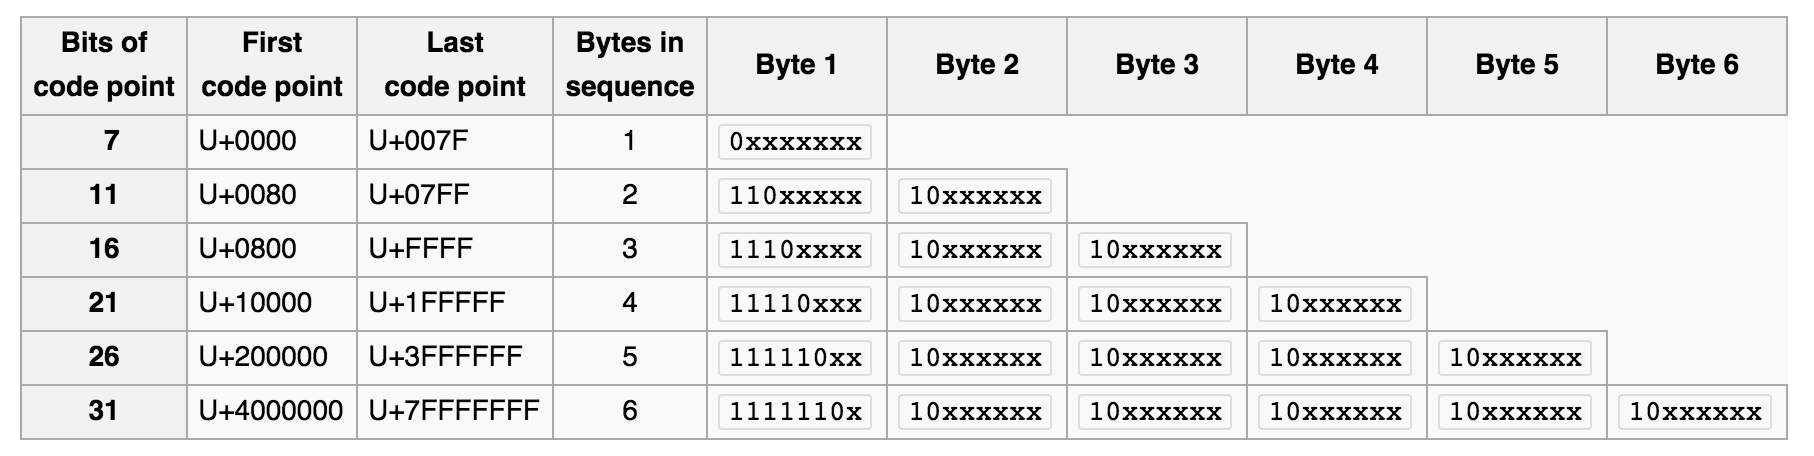 Bits of code point First code point Last code point Bytes in sequence Byte 1 Byte 2 Byte 3 Byte 4 Byte 5 Byte 6
7 U+0000 U+007F 1 0xxxxxxx
11 U+0080 U+07FF 2 110xxxxx 10xxxxxx
16 U+0800 U+FFFF 3 1110xxxx 10xxxxxx 10xxxxxx
21 U+10000 U+1FFFFF 4 11110xxx 10xxxxxx 10xxxxxx 10xxxxxx
26 U+200000 U+3FFFFFF 5 111110xx 10xxxxxx 10xxxxxx 10xxxxxx 10xxxxxx
31 U+4000000 U+7FFFFFFF 6 1111110x 10xxxxxx 10xxxxxx 10xxxxxx 10xxxxxx 10xxxxxx